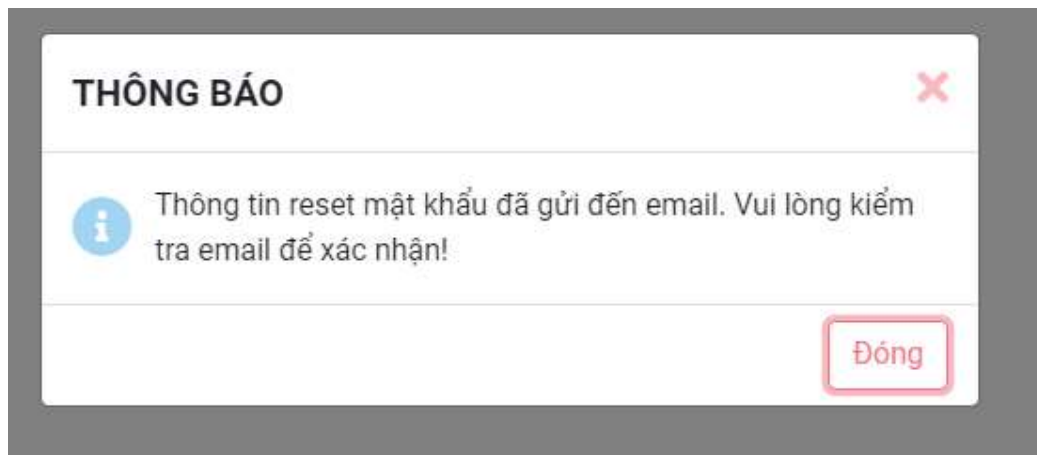 THÔNG BÁO
Thông tin reset mật khẩu đã gửi đến email. Vui lòng kiểm
tra email để xác nhận!
Đóng